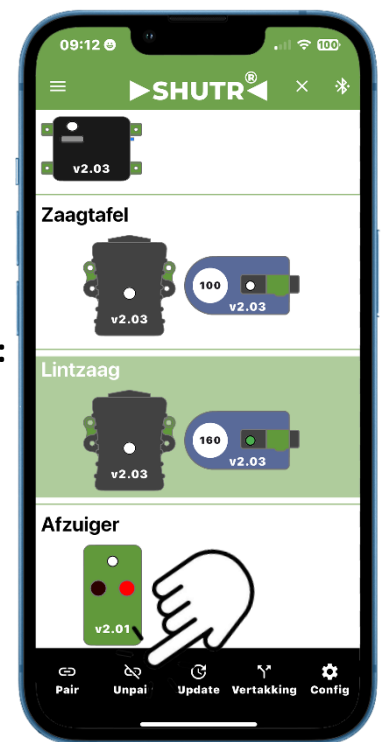 09:12
100
►SHUTR®◄
v2.03
Zaagtafel
100
v2.03
v2.03
Lintzaag
160
v2.03
v2.03
Afzuiger
v2.01
Pair
Unpai
Update
Vertakking
Config
: